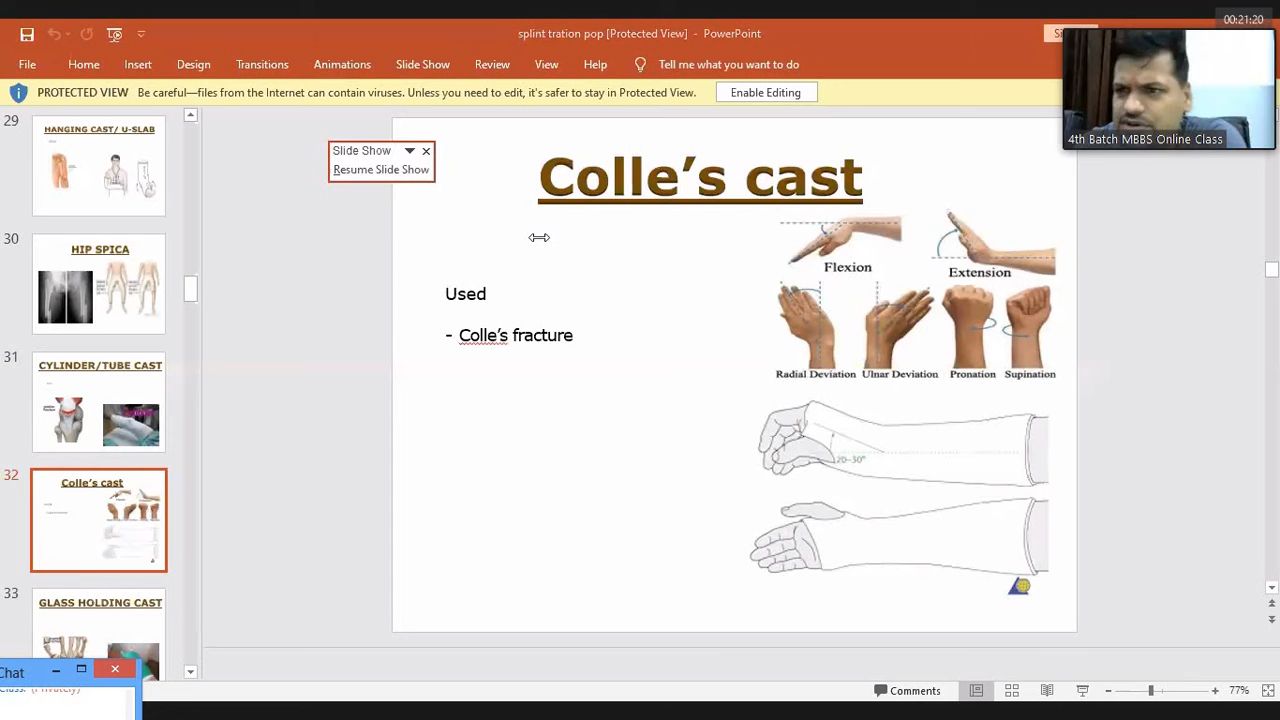 00:21:20
splint tration pop [Protected View] - PowerPoint
File Home Insert Design Transitions Animations Slide Show Review View Help Tell me what you want to do
PROTECTED VIEW Be careful—files from the Internet can contain viruses. Unless you need to edit, it's safer to stay in Protected View. Enable Editing
4th Batch MBBS Online Class
29
HANGING CAST/ U-SLAB
30
HIP SPICA
31
CYLINDER/TUBE CAST
32
Colle's cast
33
GLASS HOLDING CAST
Slide Show
Resume Slide Show
Colle's cast
Used
- Colle's fracture
Flexion
Extension
Radial Deviation Ulnar Deviation Pronation Supination
20–30°
Chat
Class: (Privately)
Comments
77%